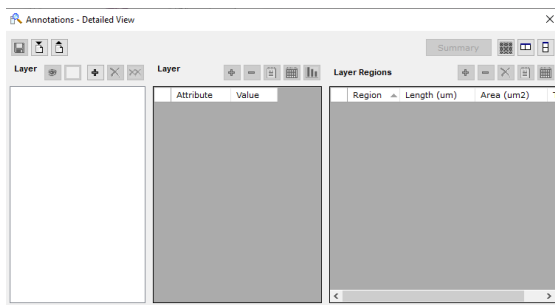 Annotations - Detailed View
Summary
Layer
Layer
Layer Regions
Attribute Value
Region Length (um) Area (um2) T